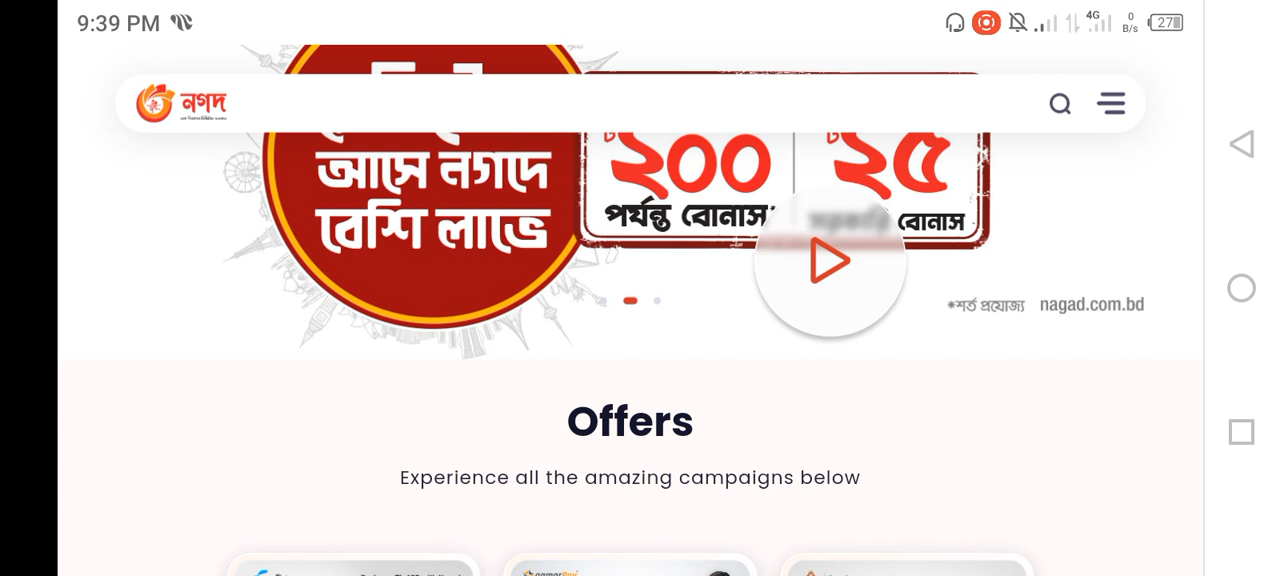 9:39 PM
4G
0
B/s
27
নগদ
আসে নগদে
বেশি লাভে
৳২০০
পর্যন্ত বোনাস*
৳২৫
বোনাস
*শর্ত প্রযোজ্য nagad.com.bd
Offers
Experience all the amazing campaigns below